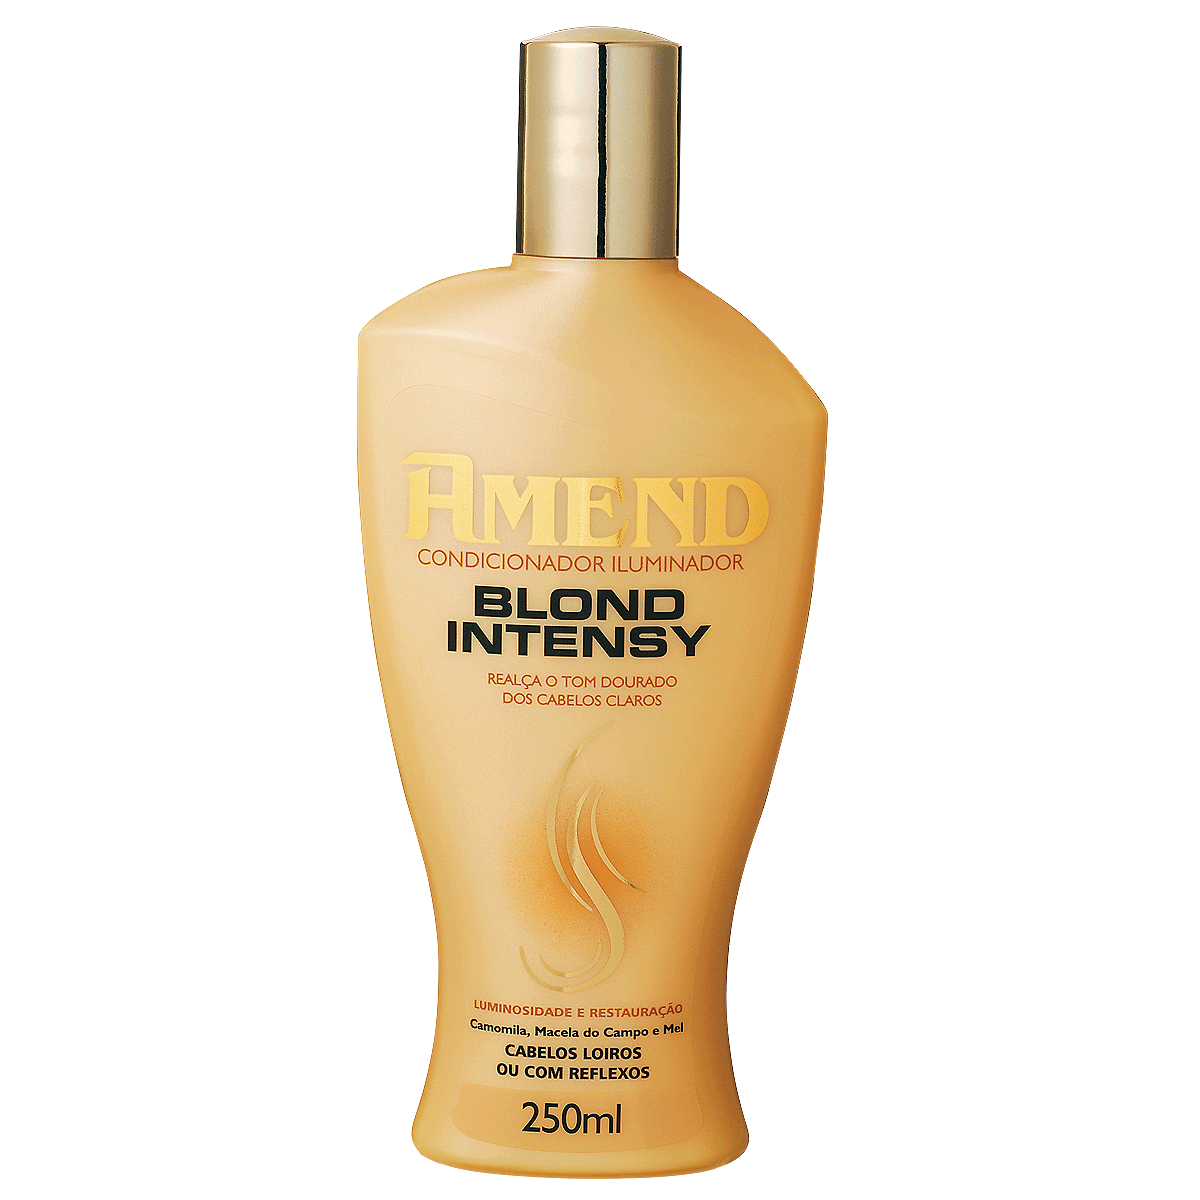 AMEND
CONDICIONADOR ILUMINADOR
BLOND
INTENSY
REALÇA O TOM DOURADO
DOS CABELOS CLAROS
LUMINOSIDADE E RESTAURAÇÃO
Camomila, Macela do Campo e Mel
CABELOS LOIROS
OU COM REFLEXOS
250ml